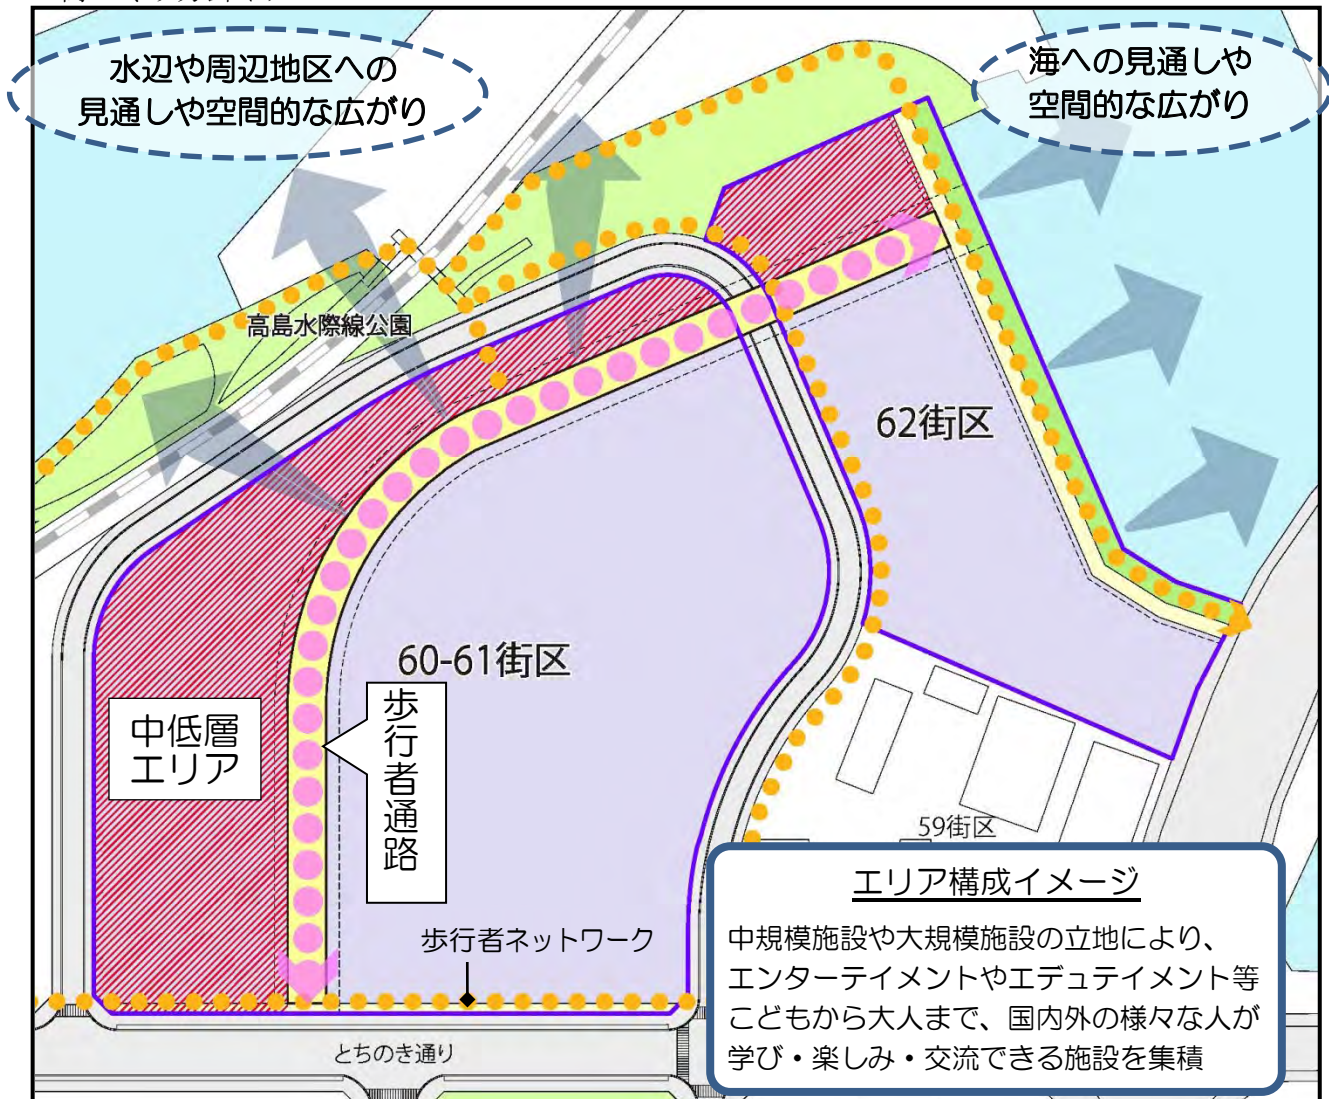 水辺や周辺地区への
見通しや空間的な広がり
海への見通しや
空間的な広がり
高島水際線公園
62街区
60-61街区
中低層
エリア
歩行者通路
59街区
歩行者ネットワーク
とちのき通り
エリア構成イメージ
中規模施設や大規模施設の立地により、
エンターテイメントやエデュテイメント等
こどもから大人まで、国内外の様々な人が
学び・楽しみ・交流できる施設を集積